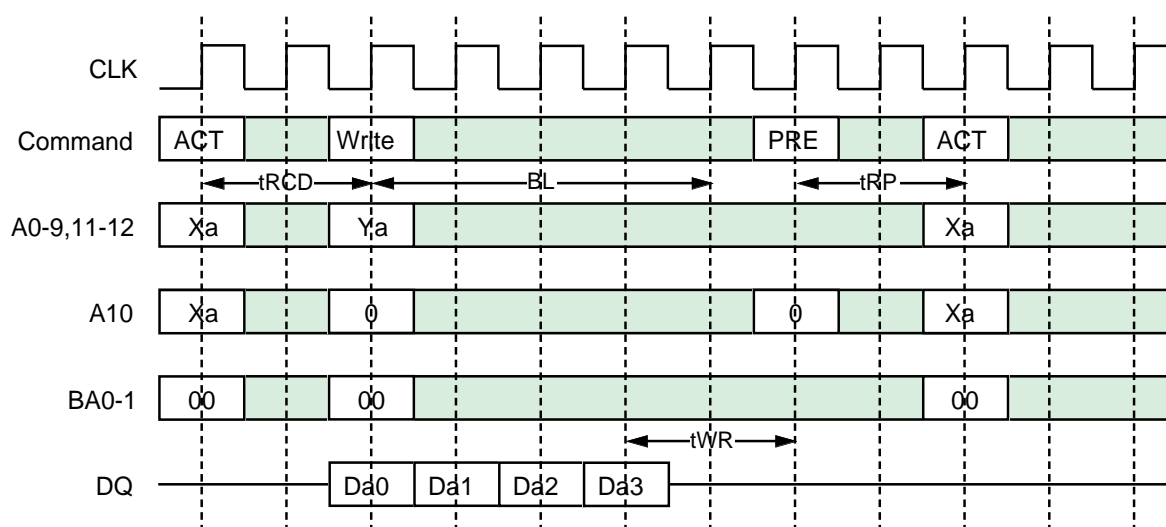 CLK
Command ACT Write PRE ACT
tRCD BL tRP
A0-9,11-12 Xa Ya Xa
A10 Xa 0 0 Xa
BA0-1 00 00 00
tWR
DQ Da0 Da1 Da2 Da3